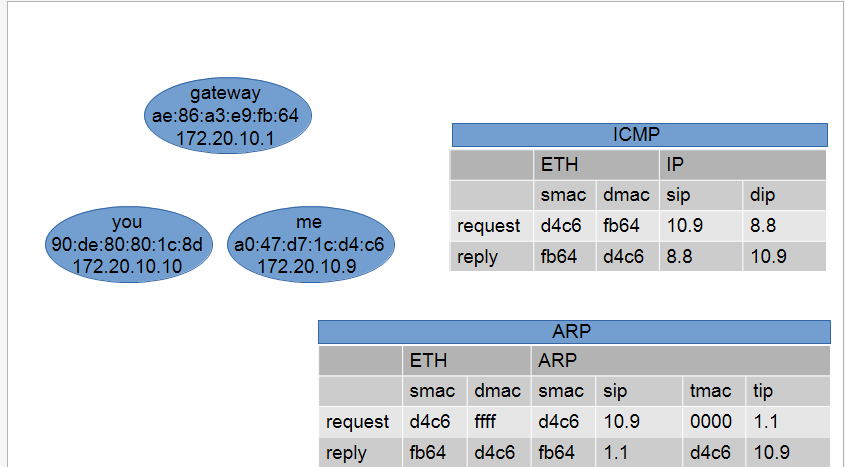 gateway
ae:86:a3:e9:fb:64
172.20.10.1
you
90:de:80:80:1c:8d
172.20.10.10
me
a0:47:d7:1c:d4:c6
172.20.10.9
ICMP
ETH IP
smac dmac sip dip
request d4c6 fb64 10.9 8.8
reply fb64 d4c6 8.8 10.9
ARP
ETH ARP
smac dmac smac sip tmac tip
request d4c6 ffff d4c6 10.9 0000 1.1
reply fb64 d4c6 fb64 1.1 d4c6 10.9